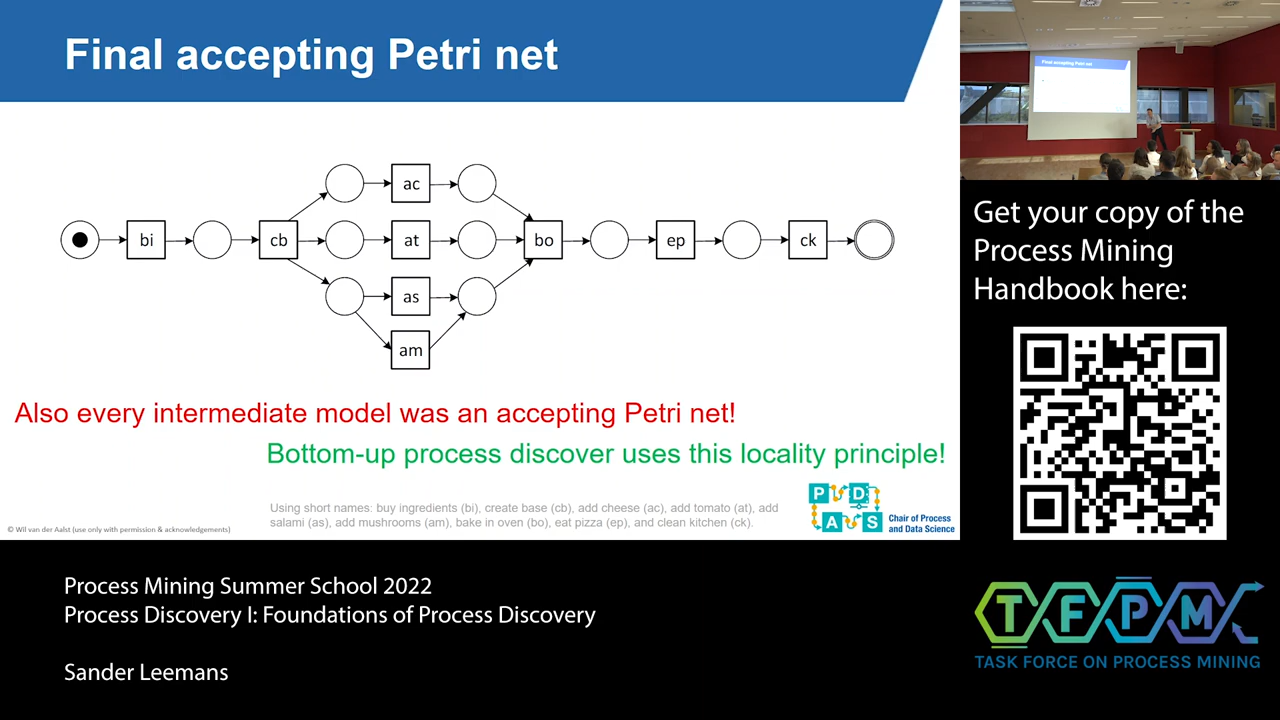 Final accepting Petri net
Final accepting Petri net
ac
bi
cb
at
bo
ep
ck
as
am
Also every intermediate model was an accepting Petri net!
Bottom-up process discover uses this locality principle!
Using short names: buy ingredients (bi), create base (cb), add cheese (ac), add tomato (at), add
salami (as), add mushrooms (am), bake in oven (bo), eat pizza (ep), and clean kitchen (ck).
© Wil van der Aalst (use only with permission & acknowledgements)
P D
A S
Chair of Process
and Data Science
Get your copy of the
Process Mining
Handbook here:
Process Mining Summer School 2022
Process Discovery I: Foundations of Process Discovery
Sander Leemans
TFPM
TASK FORCE ON PROCESS MINING